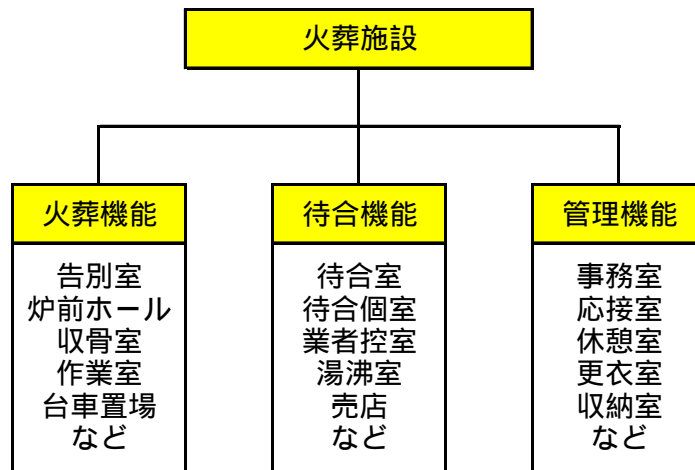 火葬施設
火葬機能
告別室
炉前ホール
収骨室
作業室
台車置場
など
待合機能
待合室
待合個室
業者控室
湯沸室
売店
など
管理機能
事務室
応接室
休憩室
更衣室
収納室
など